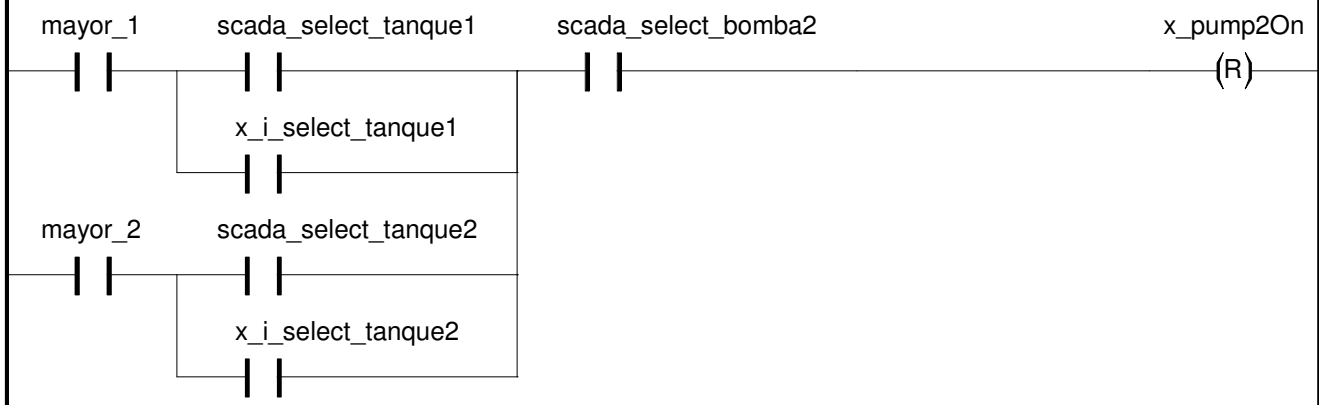 mayor_1 scada_select_tanque1 scada_select_bomba2 x_pump2On
(R)
x_i_select_tanque1
mayor_2 scada_select_tanque2
x_i_select_tanque2